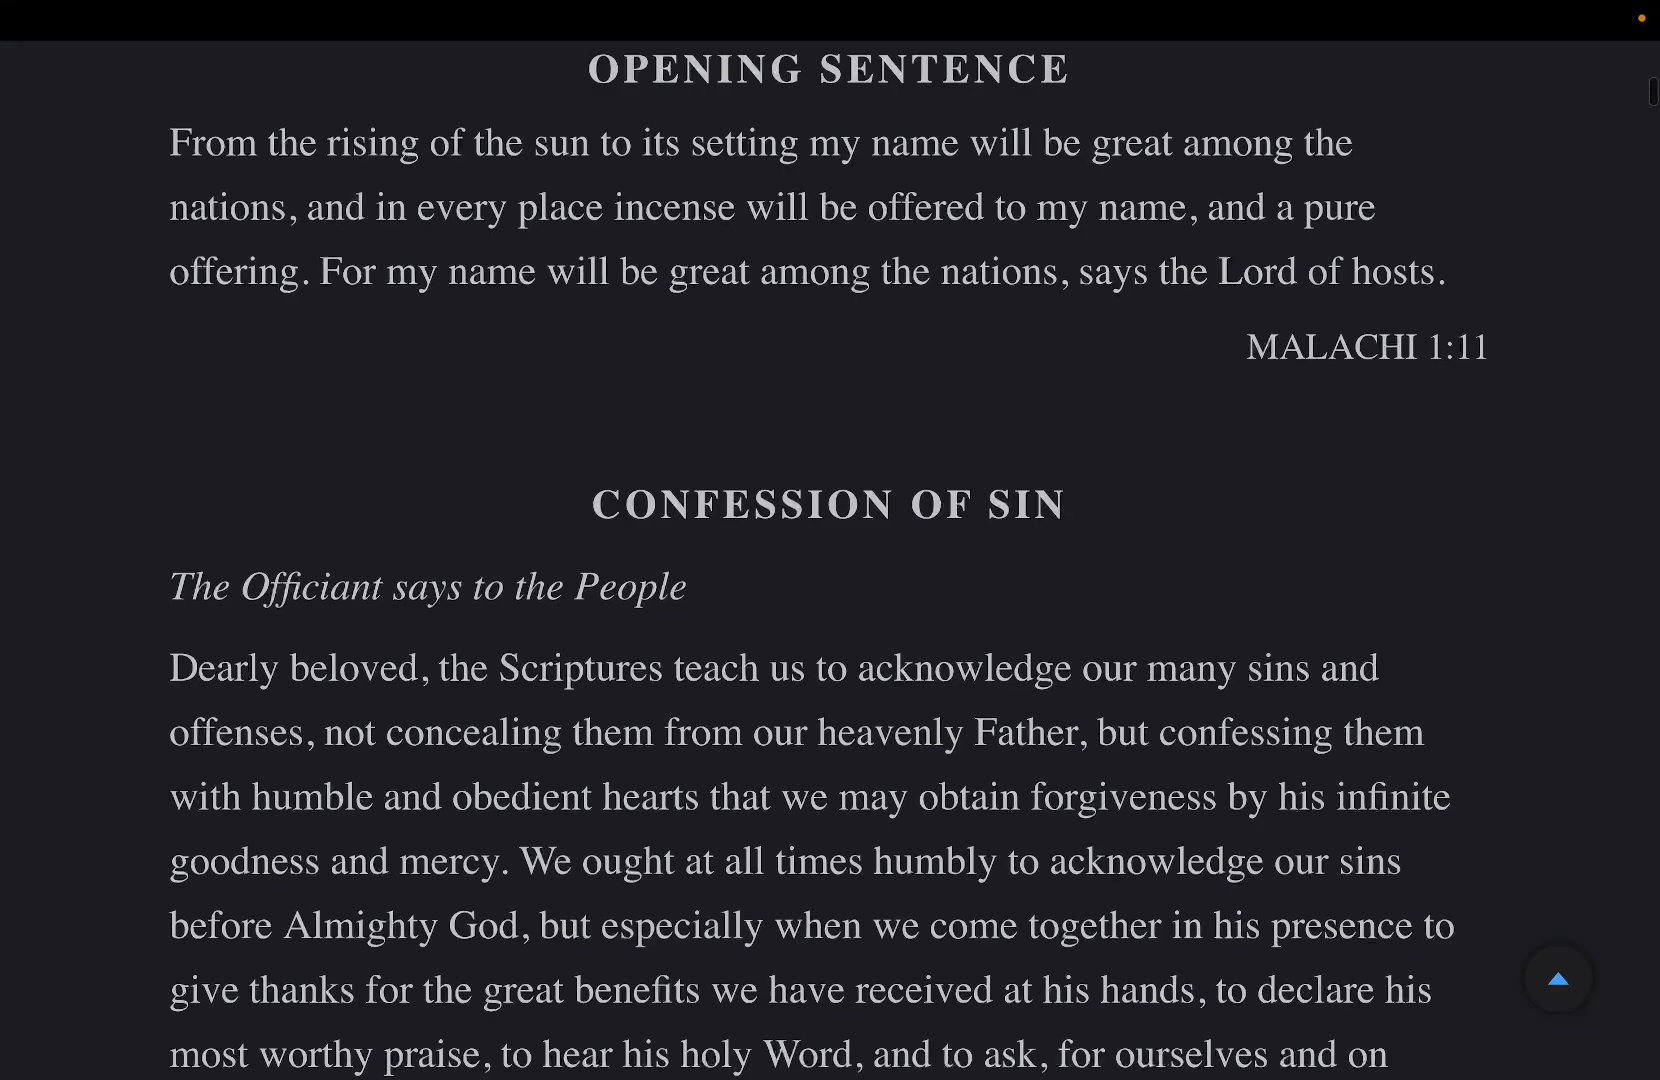 OPENING SENTENCE
From the rising of the sun to its setting my name will be great among the
nations, and in every place incense will be offered to my name, and a pure
offering. For my name will be great among the nations, says the Lord of hosts.
MALACHI 1:11
CONFESSION OF SIN
The Officiant says to the People
Dearly beloved, the Scriptures teach us to acknowledge our many sins and
offenses, not concealing them from our heavenly Father, but confessing them
with humble and obedient hearts that we may obtain forgiveness by his infinite
goodness and mercy. We ought at all times humbly to acknowledge our sins
before Almighty God, but especially when we come together in his presence to
give thanks for the great benefits we have received at his hands, to declare his
most worthy praise, to hear his holy Word, and to ask, for ourselves and on